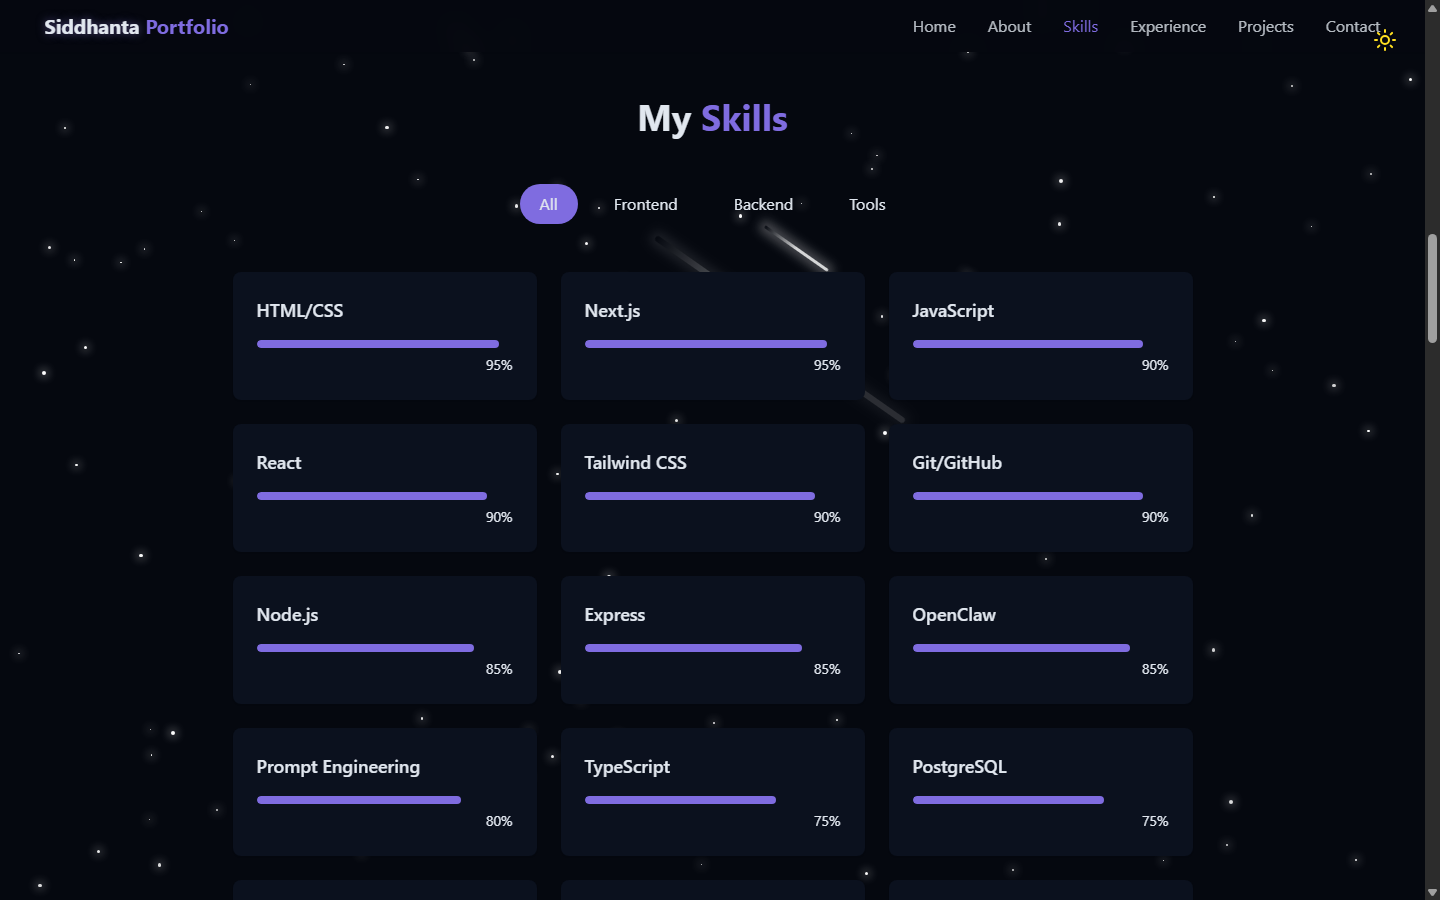 Siddhanta Portfolio
Home About Skills Experience Projects Contact
My Skills
All Frontend Backend Tools
HTML/CSS
95%
Next.js
95%
JavaScript
90%
React
90%
Tailwind CSS
90%
Git/GitHub
90%
Node.js
85%
Express
85%
OpenClaw
85%
Prompt Engineering
80%
TypeScript
75%
PostgreSQL
75%